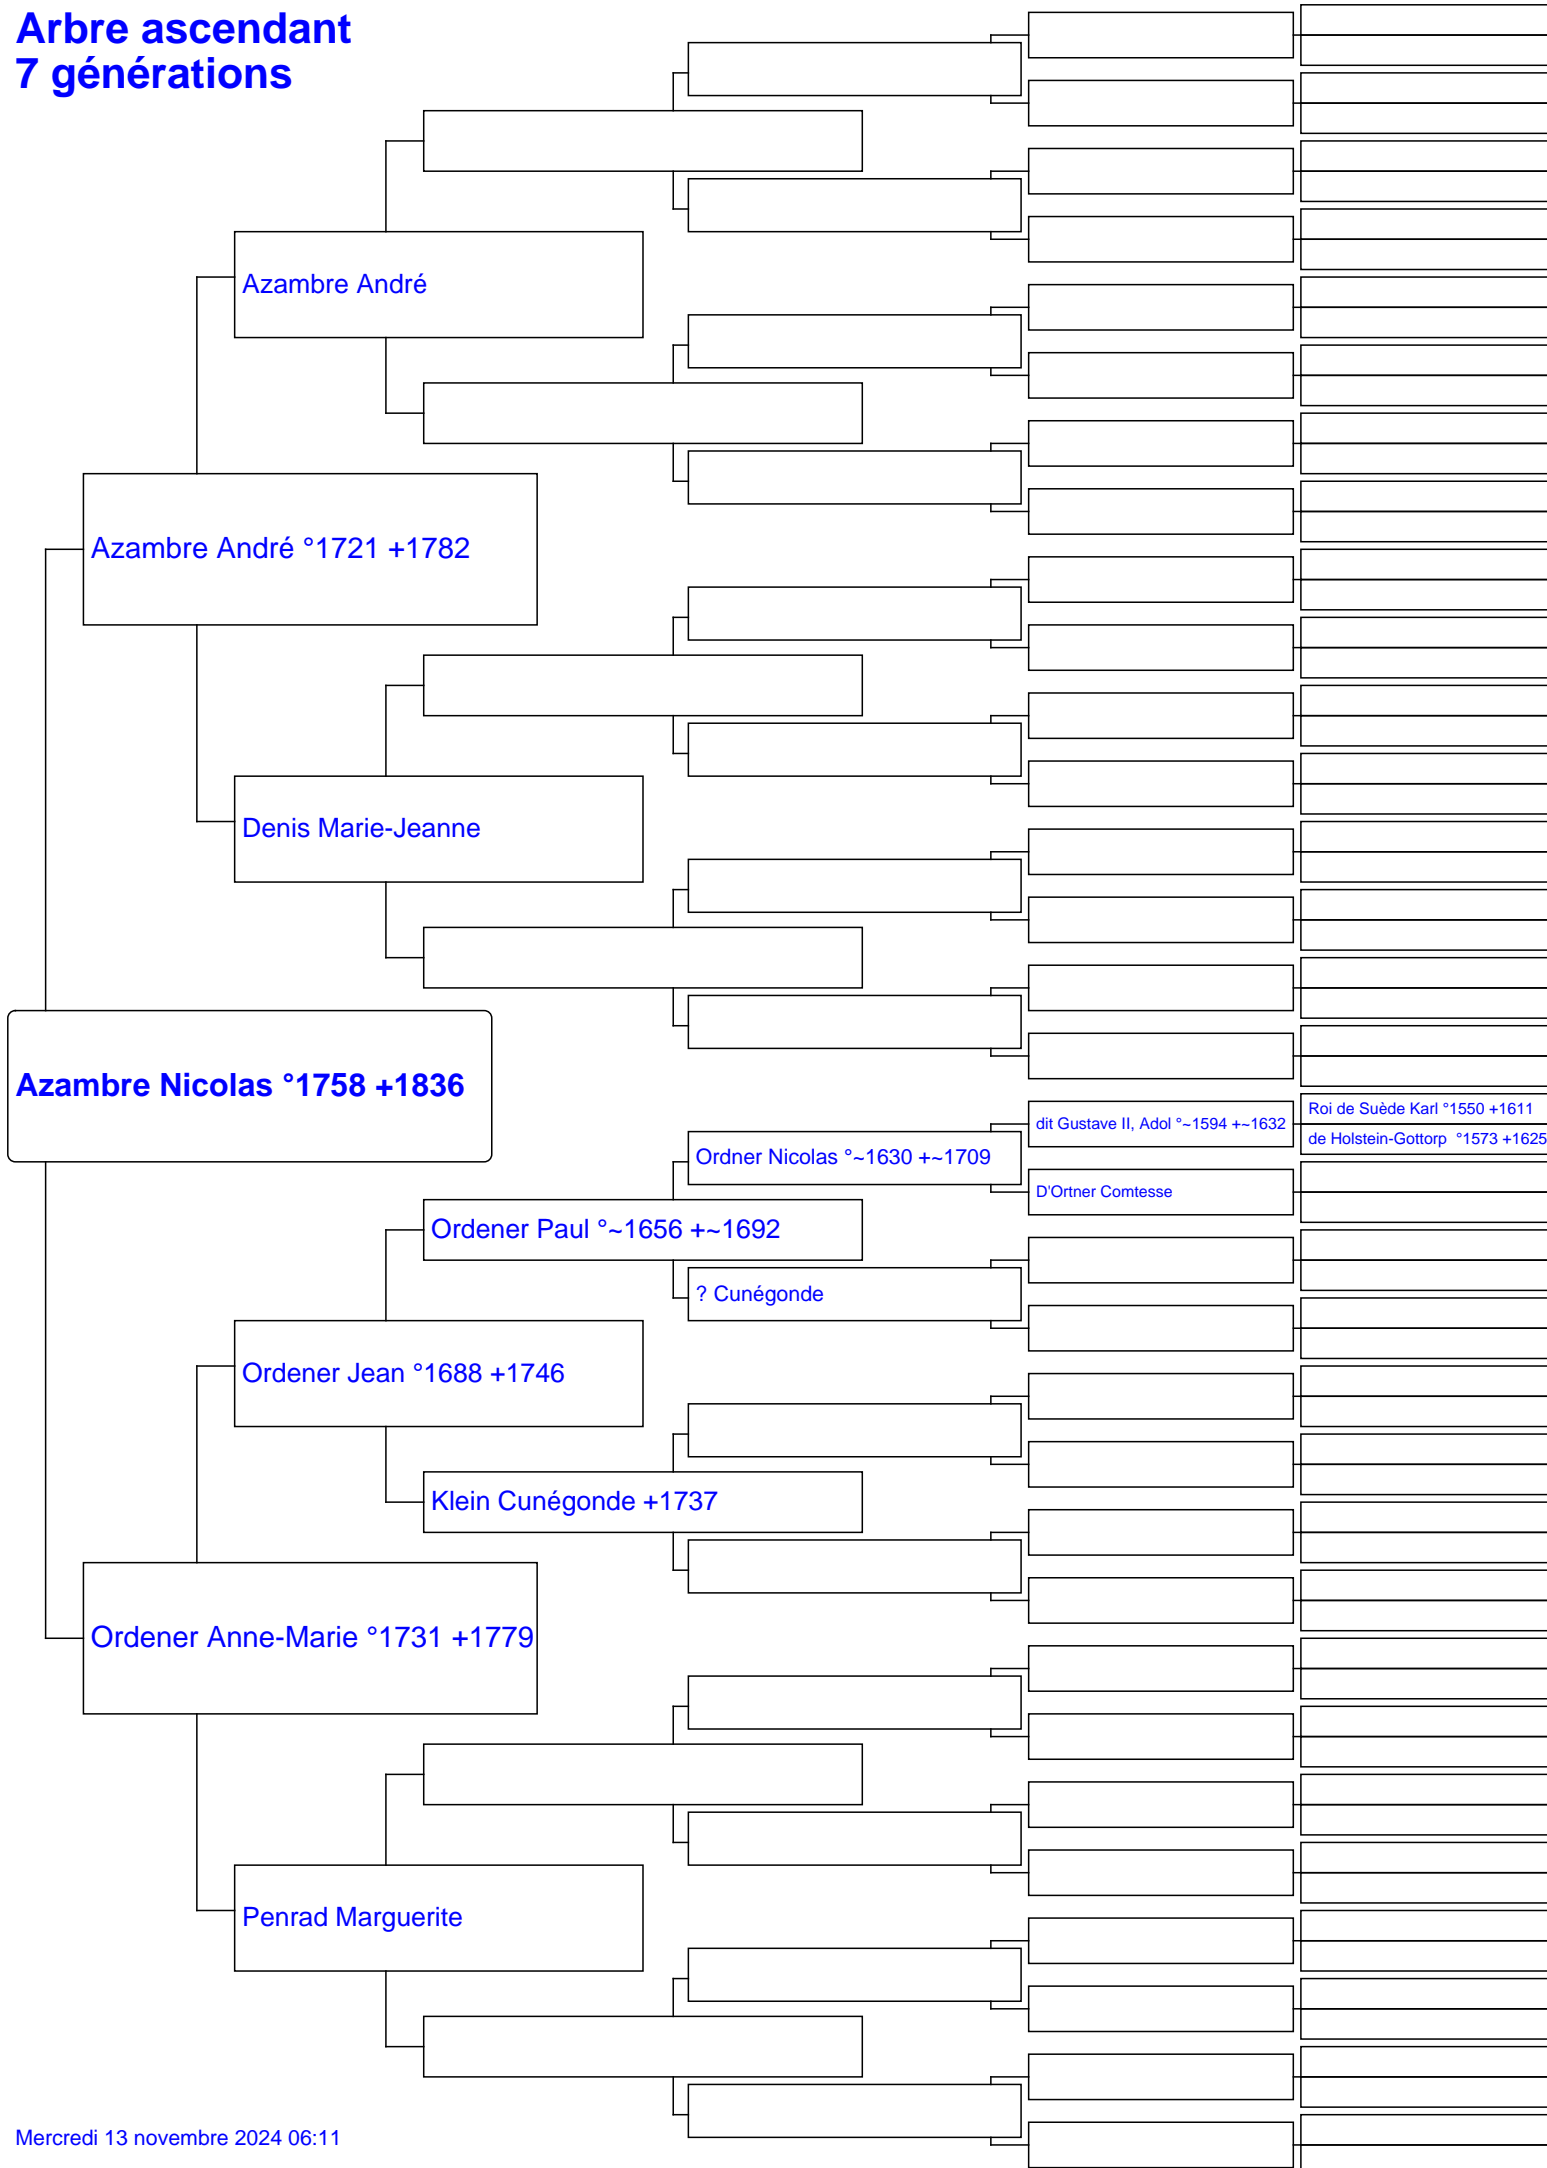 Arbre ascendant
7 générations
Azambre André
Azambre André °1721 +1782
Denis Marie-Jeanne
Azambre Nicolas °1758 +1836
Roi de Suède Karl °1550 +1611
dit Gustave II, Adol °~1594 +~1632
de Holstein-Gottorp °1573 +1625
Ordner Nicolas °~1630 +~1709
D'Ortner Comtesse
Ordener Paul °~1656 +~1692
? Cunégonde
Ordener Jean °1688 +1746
Klein Cunégonde +1737
Ordener Anne-Marie °1731 +1779
Penrad Marguerite
Mercredi 13 novembre 2024 06:11